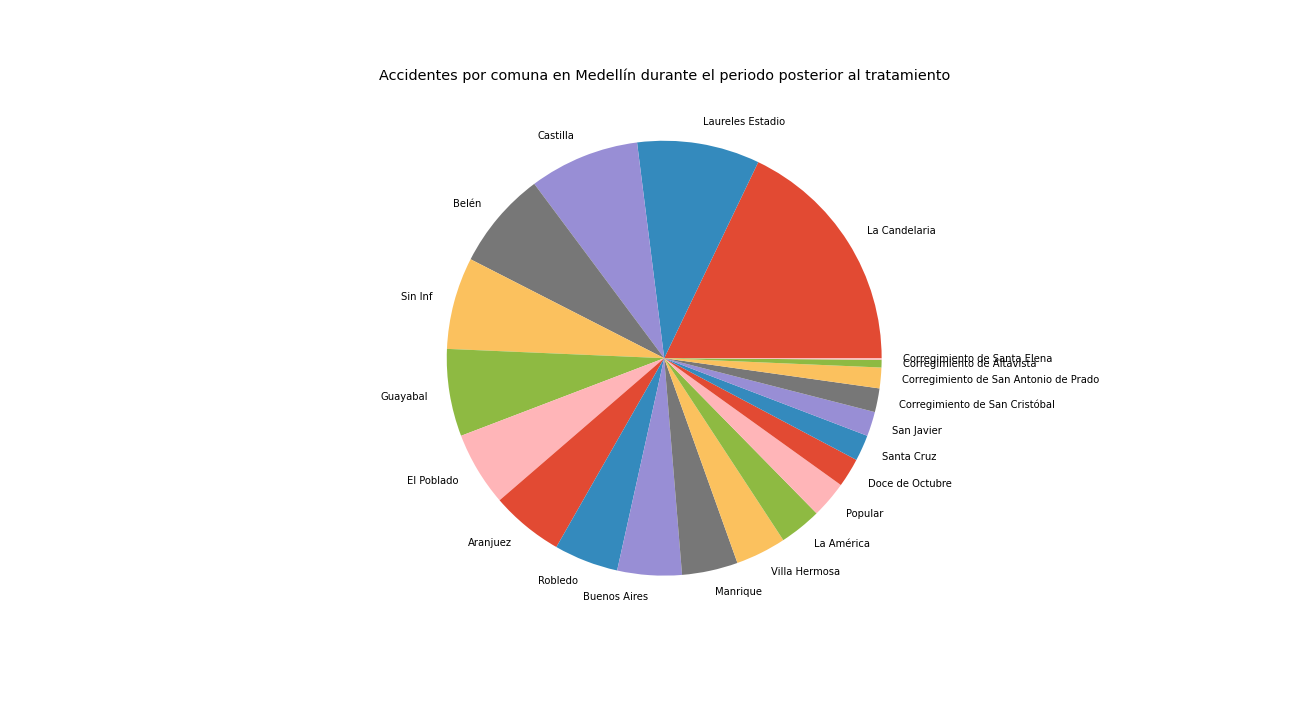 Accidentes por comuna en Medellín durante el periodo posterior al tratamiento
Laureles Estadio
Castilla
Belén
La Candelaria
Sin Inf
Corregimiento de Santa Elena
Corregimiento de Altavista
Corregimiento de San Antonio de Prado
Guayabal
Corregimiento de San Cristóbal
San Javier
Santa Cruz
El Poblado
Doce de Octubre
Popular
Aranjuez
La América
Villa Hermosa
Robledo
Manrique
Buenos Aires